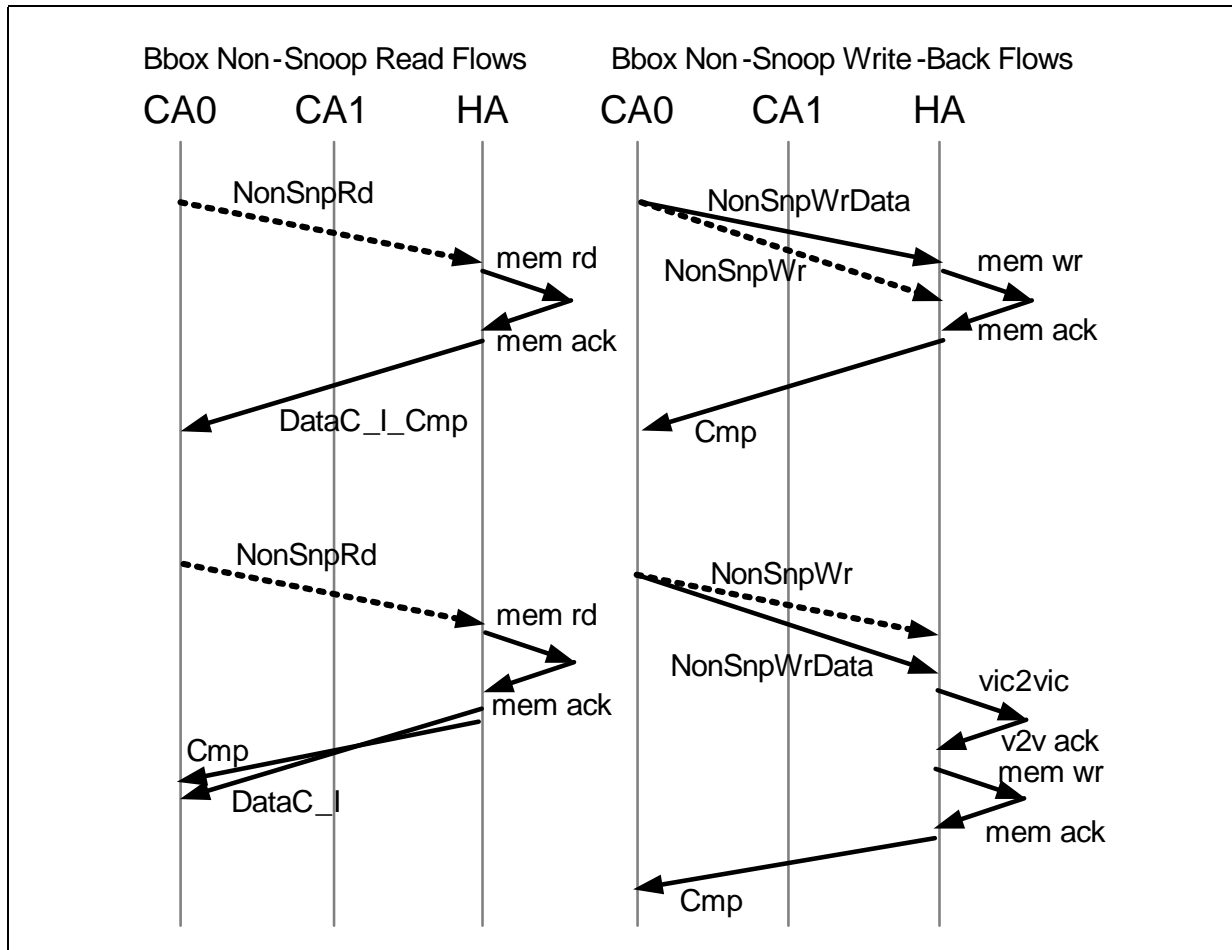 Bbox Non-Snoop Read Flows
CA0 CA1 HA
NonSnpRd
mem rd
mem ack
DataC_I_Cmp
NonSnpRd
mem rd
mem ack
Cmp
DataC_I
Bbox Non-Snoop Write-Back Flows
CA0 CA1 HA
NonSnpWrData
NonSnpWr
mem wr
mem ack
Cmp
NonSnpWr
NonSnpWrData
vic2vic
v2v ack
mem wr
mem ack
Cmp